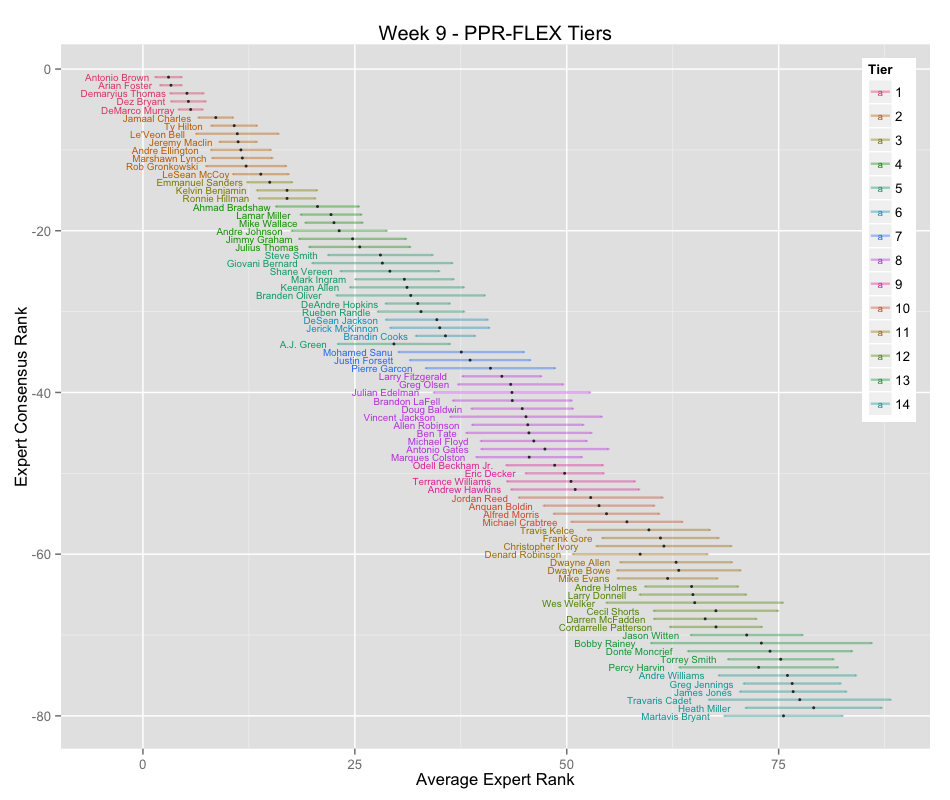 Week 9 - PPR-FLEX Tiers
Expert Consensus Rank
0
-20
-40
-60
-80
Antonio Brown
Arian Foster
Demaryius Thomas
Dez Bryant
DeMarco Murray
Jamaal Charles
Ty Hilton
Le'Veon Bell
Jeremy Maclin
Andre Ellington
Marshawn Lynch
Rob Gronkowski
LeSean McCoy
Emmanuel Sanders
Kelvin Benjamin
Ronnie Hillman
Ahmad Bradshaw
Lamar Miller
Mike Wallace
Andre Johnson
Jimmy Graham
Julius Thomas
Steve Smith
Giovani Bernard
Shane Vereen
Mark Ingram
Keenan Allen
Branden Oliver
DeAndre Hopkins
Rueben Randle
DeSean Jackson
Jerick McKinnon
Brandin Cooks
A.J. Green
Mohamed Sanu
Justin Forsett
Pierre Garcon
Larry Fitzgerald
Greg Olsen
Julian Edelman
Brandon LaFell
Doug Baldwin
Vincent Jackson
Allen Robinson
Ben Tate
Michael Floyd
Antonio Gates
Marques Colston
Odell Beckham Jr.
Eric Decker
Terrance Williams
Andrew Hawkins
Jordan Reed
Anquan Boldin
Alfred Morris
Michael Crabtree
Travis Kelce
Frank Gore
Christopher Ivory
Denard Robinson
Dwayne Allen
Dwayne Bowe
Mike Evans
Andre Holmes
Larry Donnell
Wes Welker
Cecil Shorts
Darren McFadden
Cordarrelle Patterson
Jason Witten
Bobby Rainey
Donte Moncrief
Torrey Smith
Percy Harvin
Andre Williams
Greg Jennings
James Jones
Travaris Cadet
Heath Miller
Martavis Bryant
Tier
a 1
a 2
a 3
a 4
a 5
a 6
a 7
a 8
a 9
a 10
a 11
a 12
a 13
a 14
0 25 50 75
Average Expert Rank